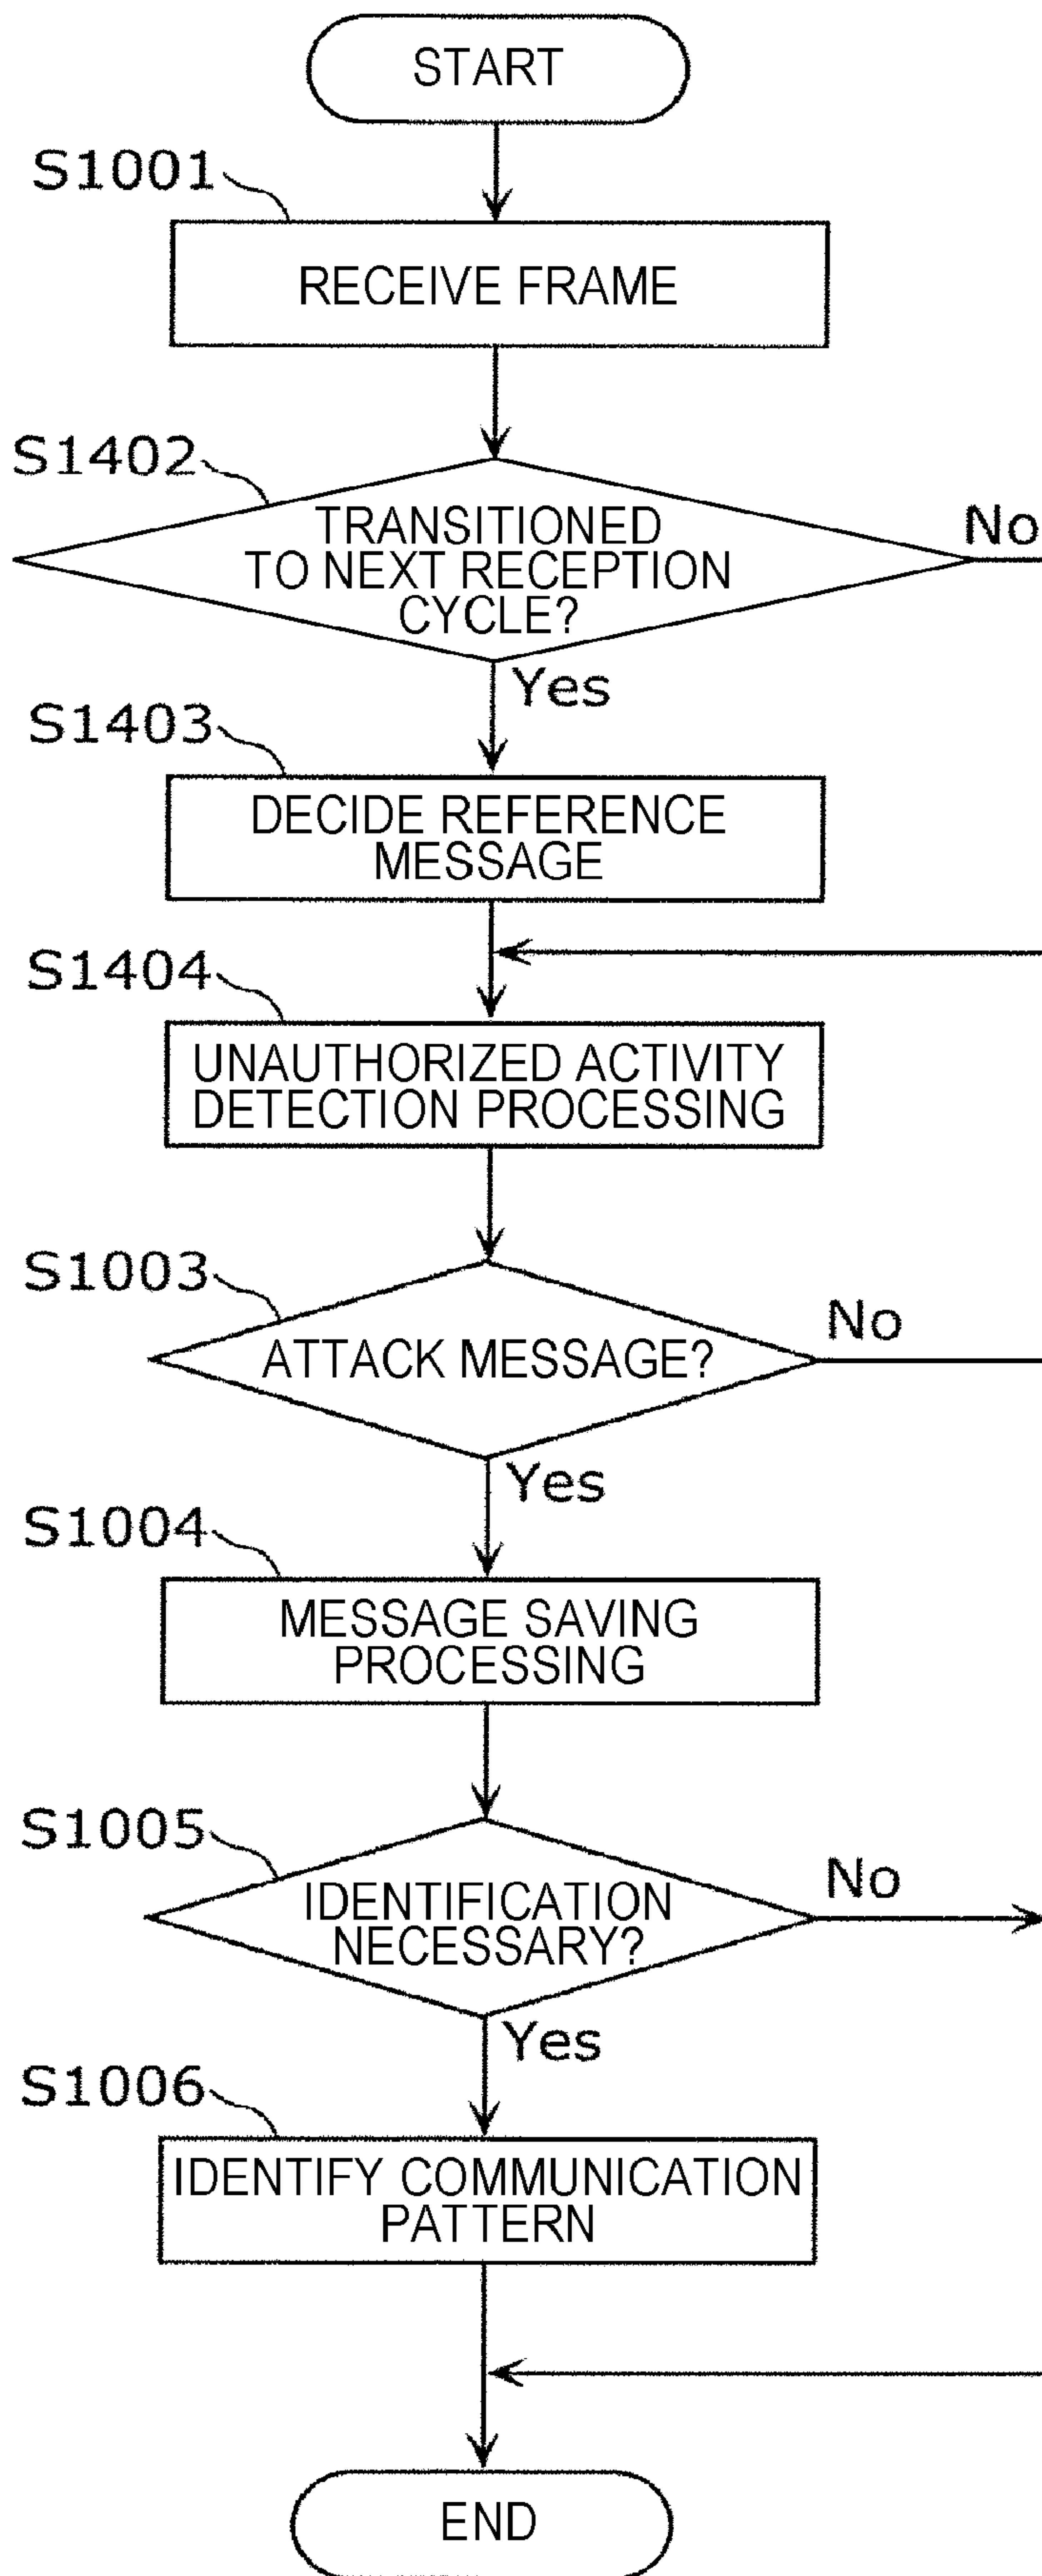 START
S1001
RECEIVE FRAME
S1402
TRANSITIONED
TO NEXT RECEPTION
CYCLE?
No
Yes
S1403
DECIDE REFERENCE
MESSAGE
S1404
UNAUTHORIZED ACTIVITY
DETECTION PROCESSING
S1003
ATTACK MESSAGE?
No
Yes
S1004
MESSAGE SAVING
PROCESSING
S1005
IDENTIFICATION
NECESSARY?
No
Yes
S1006
IDENTIFY COMMUNICATION
PATTERN
END